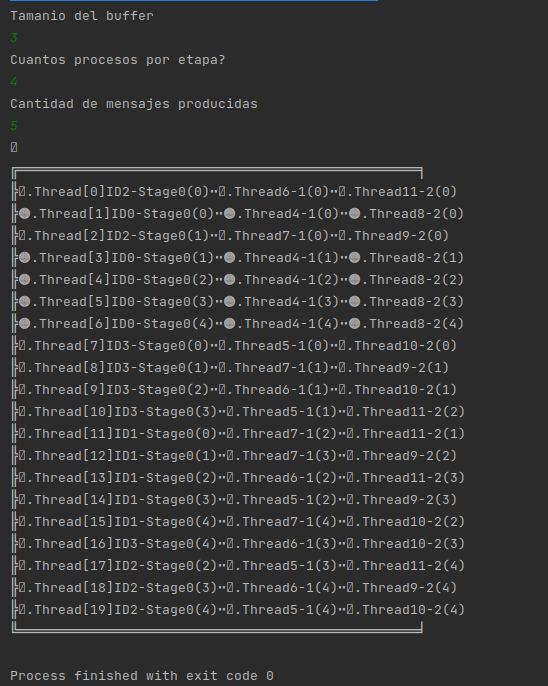 Tamanio del buffer
3
Cuantos procesos por etapa?
4
Cantidad de mensajes producidas
5
▯
╔══════════════════════════════════════════════════╗
╠▯.Thread[0]ID2-Stage0(0)··▯.Thread6-1(0)··▯.Thread11-2(0)
╠⚉.Thread[1]ID0-Stage0(0)··⚉.Thread4-1(0)··⚉.Thread8-2(0)
╠▯.Thread[2]ID2-Stage0(1)··▯.Thread7-1(0)··▯.Thread9-2(0)
╠⚉.Thread[3]ID0-Stage0(1)··⚉.Thread4-1(1)··⚉.Thread8-2(1)
╠⚉.Thread[4]ID0-Stage0(2)··⚉.Thread4-1(2)··⚉.Thread8-2(2)
╠⚉.Thread[5]ID0-Stage0(3)··⚉.Thread4-1(3)··⚉.Thread8-2(3)
╠⚉.Thread[6]ID0-Stage0(4)··⚉.Thread4-1(4)··⚉.Thread8-2(4)
╠▯.Thread[7]ID3-Stage0(0)··▯.Thread5-1(0)··▯.Thread10-2(0)
╠▯.Thread[8]ID3-Stage0(1)··▯.Thread7-1(1)··▯.Thread9-2(1)
╠▯.Thread[9]ID3-Stage0(2)··▯.Thread6-1(1)··▯.Thread10-2(1)
╠▯.Thread[10]ID3-Stage0(3)··▯.Thread5-1(1)··▯.Thread11-2(2)
╠▯.Thread[11]ID1-Stage0(0)··▯.Thread7-1(2)··▯.Thread11-2(1)
╠▯.Thread[12]ID1-Stage0(1)··▯.Thread7-1(3)··▯.Thread9-2(2)
╠▯.Thread[13]ID1-Stage0(2)··▯.Thread6-1(2)··▯.Thread11-2(3)
╠▯.Thread[14]ID1-Stage0(3)··▯.Thread5-1(2)··▯.Thread9-2(3)
╠▯.Thread[15]ID1-Stage0(4)··▯.Thread7-1(4)··▯.Thread10-2(2)
╠▯.Thread[16]ID3-Stage0(4)··▯.Thread6-1(3)··▯.Thread10-2(3)
╠▯.Thread[17]ID2-Stage0(2)··▯.Thread5-1(3)··▯.Thread11-2(4)
╠▯.Thread[18]ID2-Stage0(3)··▯.Thread6-1(4)··▯.Thread9-2(4)
╠▯.Thread[19]ID2-Stage0(4)··▯.Thread5-1(4)··▯.Thread10-2(4)
╚══════════════════════════════════════════════════╝
Process finished with exit code 0